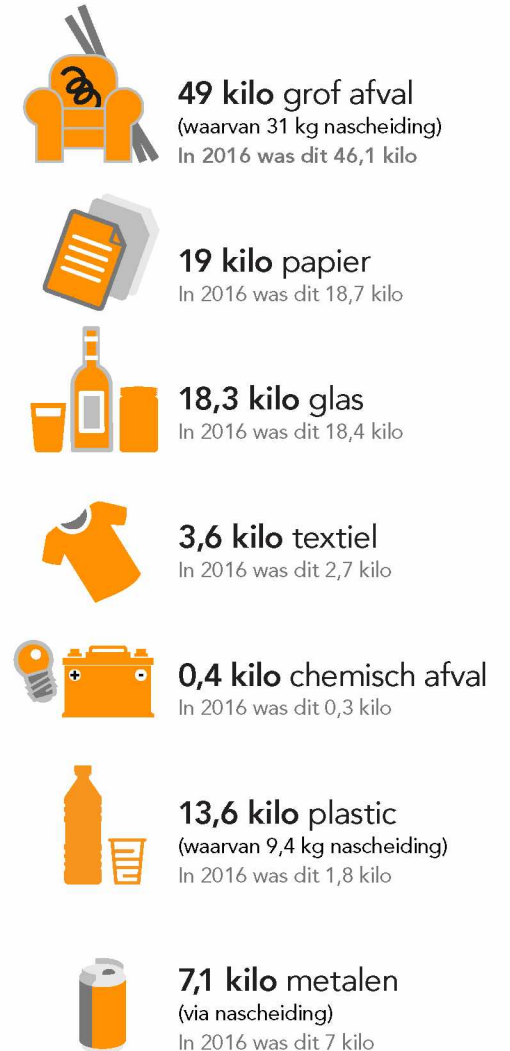 49 kilo grof afval
(waarvan 31 kg nascheiding)
In 2016 was dit 46,1 kilo
19 kilo papier
In 2016 was dit 18,7 kilo
18,3 kilo glas
In 2016 was dit 18,4 kilo
3,6 kilo textiel
In 2016 was dit 2,7 kilo
0,4 kilo chemisch afval
In 2016 was dit 0,3 kilo
13,6 kilo plastic
(waarvan 9,4 kg nascheiding)
In 2016 was dit 1,8 kilo
7,1 kilo metalen
(via nascheiding)
In 2016 was dit 7 kilo